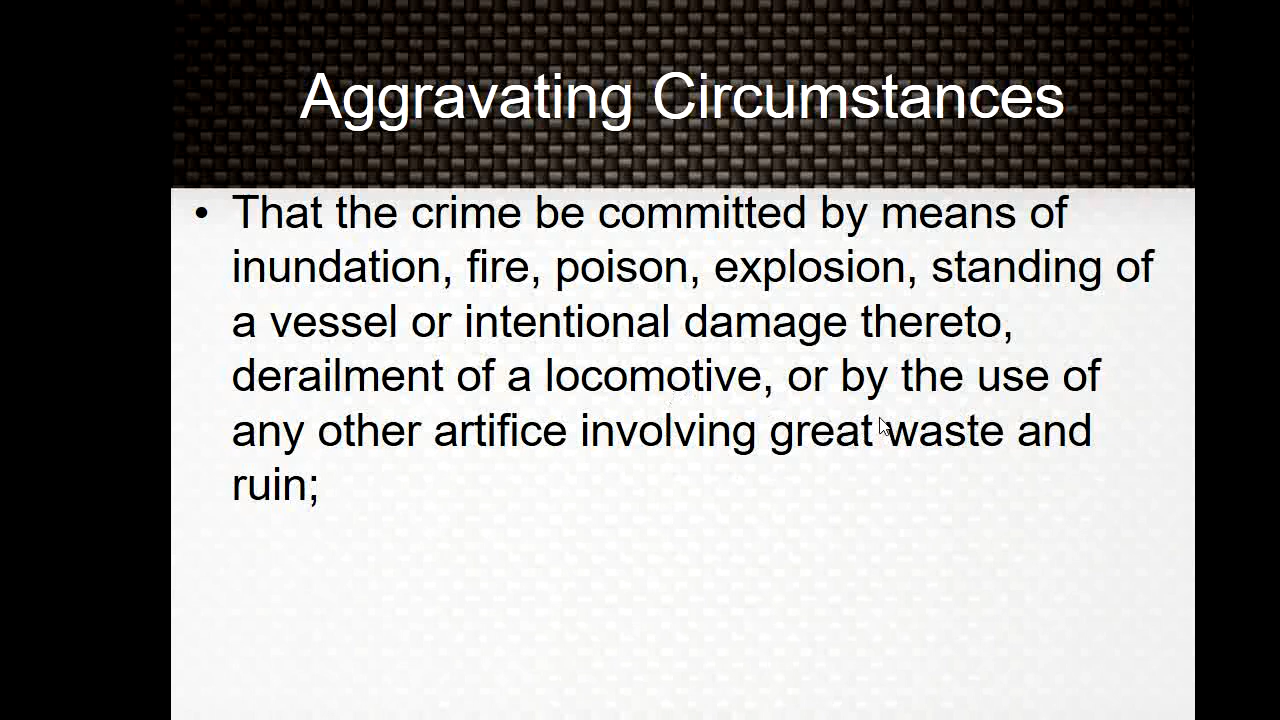 Aggravating Circumstances
• That the crime be committed by means of
inundation, fire, poison, explosion, standing of
a vessel or intentional damage thereto,
derailment of a locomotive, or by the use of
any other artifice involving great waste and
ruin;